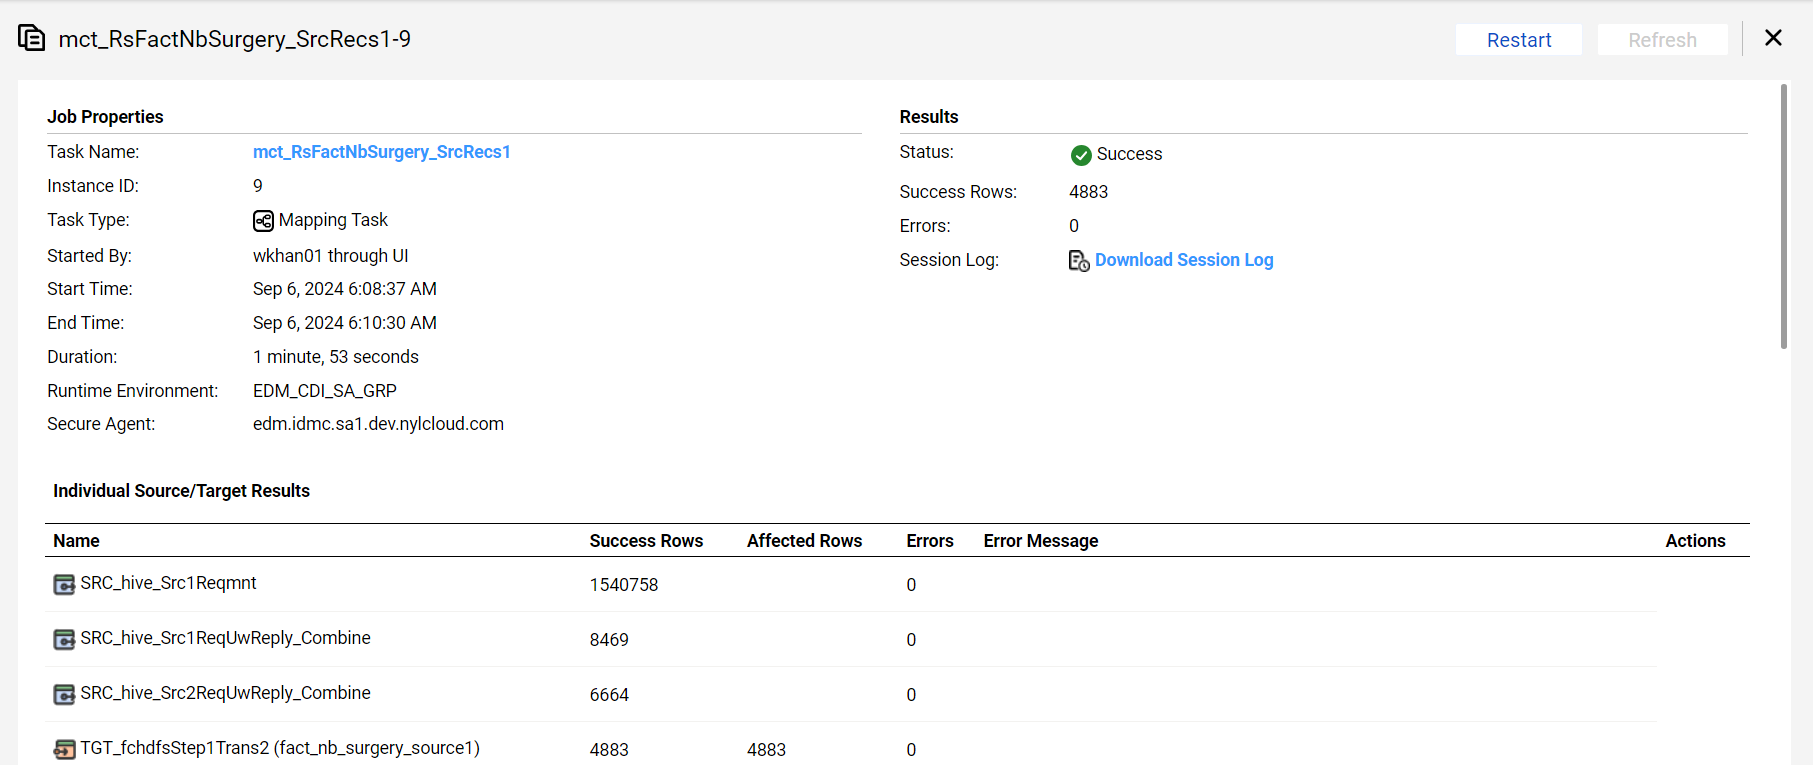 mct_RsFactNbSurgery_SrcRecs1-9
Restart
Refresh
Job Properties
Task Name: mct_RsFactNbSurgery_SrcRecs1
Instance ID: 9
Task Type: Mapping Task
Started By: wkhan01 through UI
Start Time: Sep 6, 2024 6:08:37 AM
End Time: Sep 6, 2024 6:10:30 AM
Duration: 1 minute, 53 seconds
Runtime Environment: EDM_CDI_SA_GRP
Secure Agent: edm.idmc.sa1.dev.nylcloud.com
Results
Status: Success
Success Rows: 4883
Errors: 0
Session Log: Download Session Log
Individual Source/Target Results
Name Success Rows Affected Rows Errors Error Message Actions
SRC_hive_Src1Reqmnt 1540758 0
SRC_hive_Src1ReqUwReply_Combine 8469 0
SRC_hive_Src2ReqUwReply_Combine 6664 0
TGT_fchdfsStep1Trans2 (fact_nb_surgery_source1) 4883 4883 0